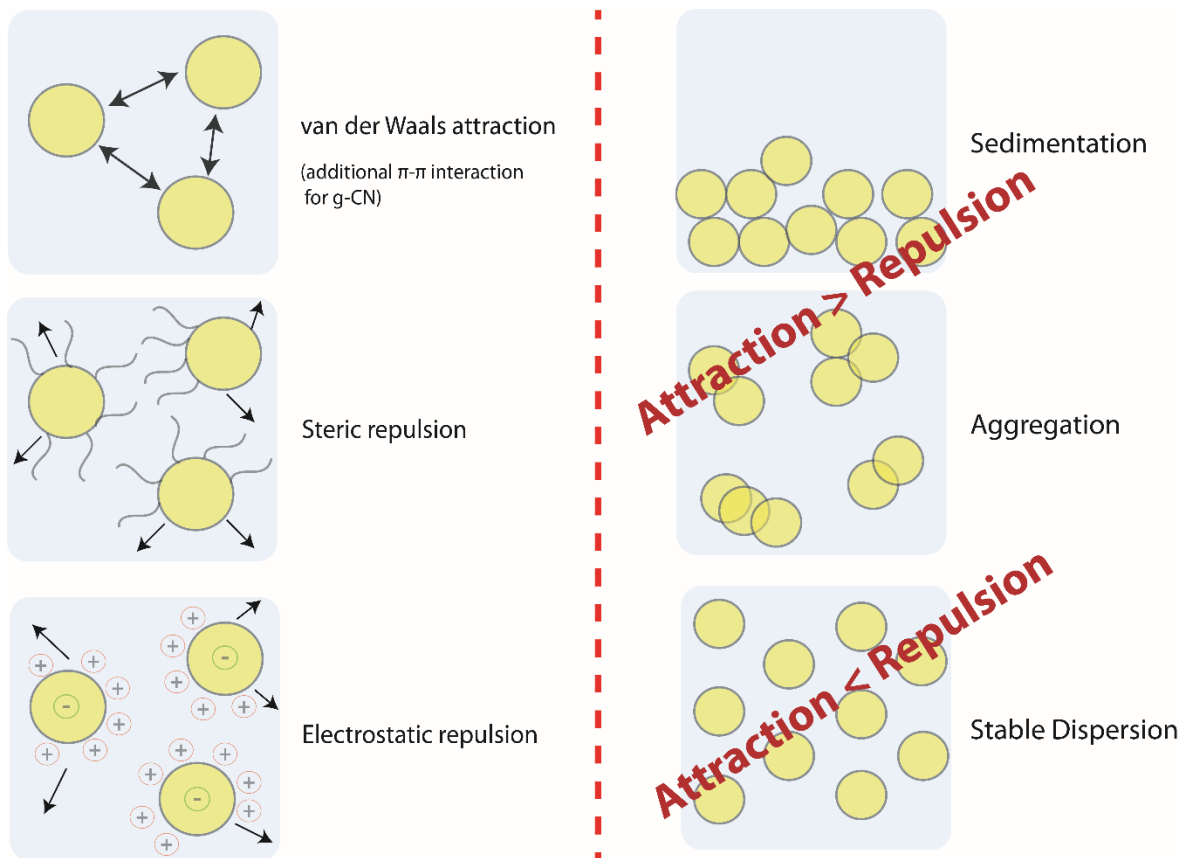 van der Waals attraction
(additional π-π interaction
for g-CN)
Steric repulsion
+ + + + + + + + + + + + + + + + + + + + +
- - -
Electrostatic repulsion
Sedimentation
Attraction > Repulsion
Aggregation
Attraction < Repulsion
Stable Dispersion